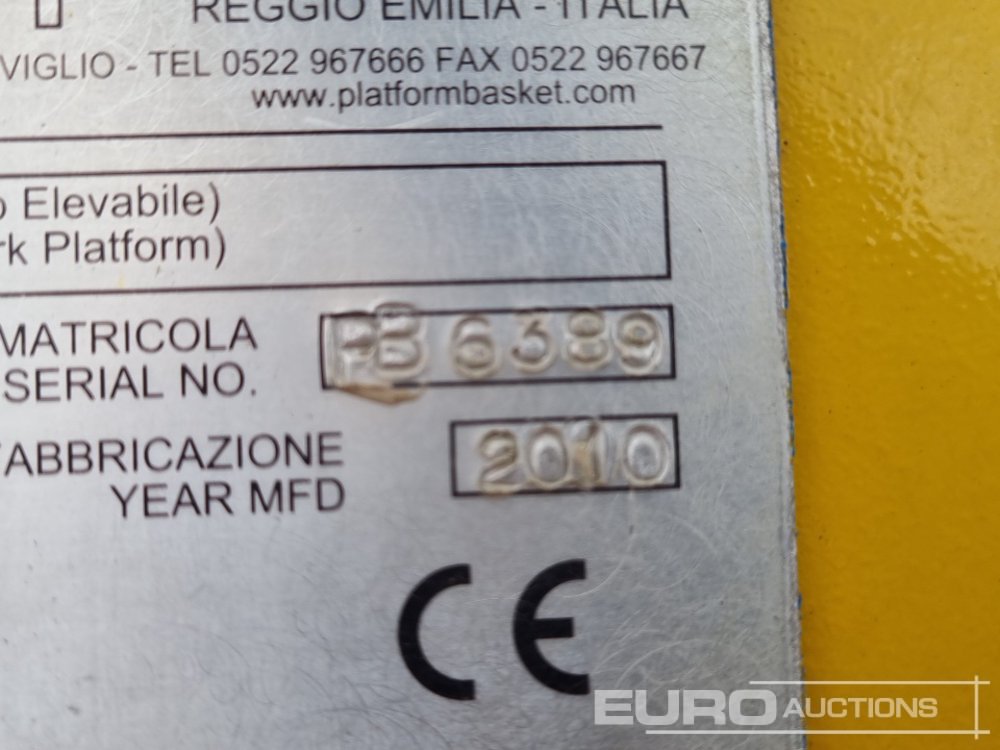 REGGIO EMILIA - ITALIA
VIGLIO - TEL 0522 967666 FAX 0522 967667
www.platformbasket.com
o Elevabile)
rk Platform)
MATRICOLA
SERIAL NO.
PB 6389
FABBRICAZIONE
YEAR MFD
2010
CE
EURO AUCTIONS